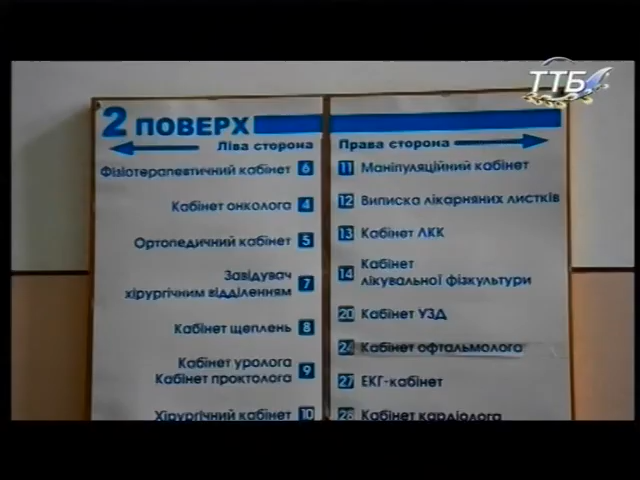 ТТБ
2 ПОВЕРХ
Ліва сторона
Фізіотерапевтичний кабінет 6
Кабінет онколога 4
Ортопедичний кабінет 5
Завідувач
хірургічним відділенням 7
Кабінет щеплень 8
Кабінет уролога
Кабінет проктолога 9
Хірургічний кабінет 10
Права сторона
11 Маніпуляційний кабінет
12 Виписка лікарняних листків
13 Кабінет ЛКК
14 Кабінет
лікувальної фізкультури
20 Кабінет УЗД
24 Кабінет офтальмолога
27 ЕКГ-кабінет
28 Кабінет кардіолога